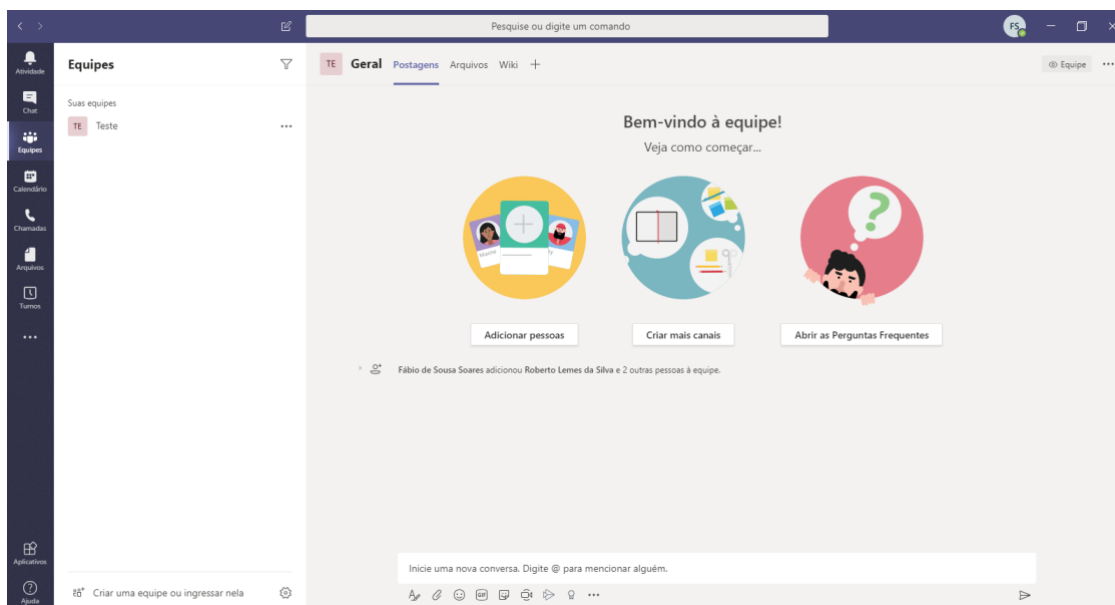 Pesquise ou digite um comando
FS
Atividade
Chat
Equipes
Calendário
Chamadas
Arquivos
Turnos
Aplicativos
Ajuda
Equipes
Suas equipes
TE Teste
Criar uma equipe ou ingressar nela
TE Geral Postagens Arquivos Wiki
Equipe
Bem-vindo à equipe!
Veja como começar...
Adicionar pessoas
Criar mais canais
Abrir as Perguntas Frequentes
Fábio de Sousa Soares adicionou Roberto Lemes da Silva e 2 outras pessoas à equipe.
Inicie uma nova conversa. Digite @ para mencionar alguém.
GIF